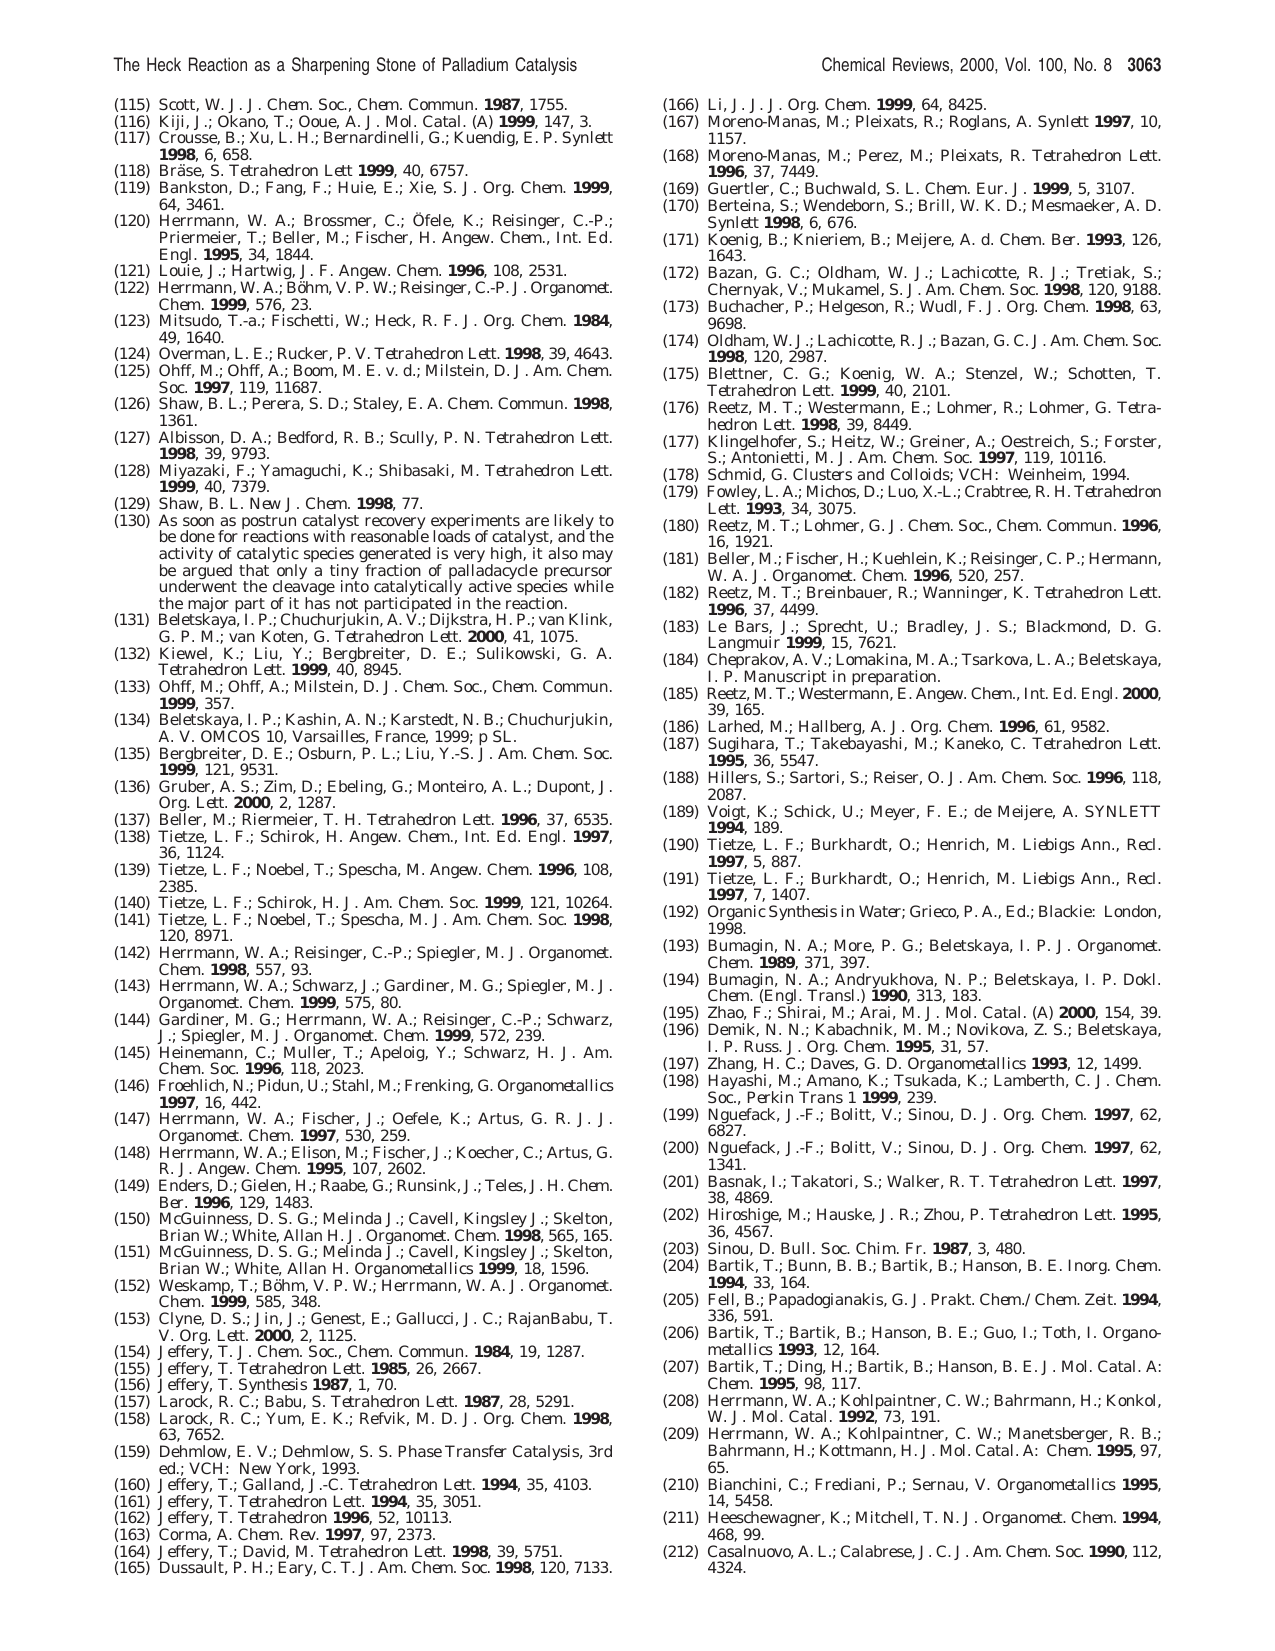 The Heck Reaction as a Sharpening Stone of Palladium Catalysis
Chemical Reviews, 2000, Vol. 100, No. 8 3063
(115) Scott, W. J. J. Chem. Soc., Chem. Commun. 1987, 1755.
(116) Kiji, J.; Okano, T.; Ooue, A. J. Mol. Catal. (A) 1999, 147, 3.
(117) Crousse, B.; Xu, L. H.; Bernardinelli, G.; Kuendig, E. P. Synlett
1998, 6, 658.
(118) Bräse, S. Tetrahedron Lett 1999, 40, 6757.
(119) Bankston, D.; Fang, F.; Huie, E.; Xie, S. J. Org. Chem. 1999,
64, 3461.
(120) Herrmann, W. A.; Brossmer, C.; Öfele, K.; Reisinger, C.-P.;
Priermeier, T.; Beller, M.; Fischer, H. Angew. Chem., Int. Ed.
Engl. 1995, 34, 1844.
(121) Louie, J.; Hartwig, J. F. Angew. Chem. 1996, 108, 2531.
(122) Herrmann, W. A.; Böhm, V. P. W.; Reisinger, C.-P. J. Organomet.
Chem. 1999, 576, 23.
(123) Mitsudo, T.-a.; Fischetti, W.; Heck, R. F. J. Org. Chem. 1984,
49, 1640.
(124) Overman, L. E.; Rucker, P. V. Tetrahedron Lett. 1998, 39, 4643.
(125) Ohff, M.; Ohff, A.; Boom, M. E. v. d.; Milstein, D. J. Am. Chem.
Soc. 1997, 119, 11687.
(126) Shaw, B. L.; Perera, S. D.; Staley, E. A. Chem. Commun. 1998,
1361.
(127) Albisson, D. A.; Bedford, R. B.; Scully, P. N. Tetrahedron Lett.
1998, 39, 9793.
(128) Miyazaki, F.; Yamaguchi, K.; Shibasaki, M. Tetrahedron Lett.
1999, 40, 7379.
(129) Shaw, B. L. New J. Chem. 1998, 77.
(130) As soon as postrun catalyst recovery experiments are likely to
be done for reactions with reasonable loads of catalyst, and the
activity of catalytic species generated is very high, it also may
be argued that only a tiny fraction of palladacycle precursor
underwent the cleavage into catalytically active species while
the major part of it has not participated in the reaction.
(131) Beletskaya, I. P.; Chuchurjukin, A. V.; Dijkstra, H. P.; van Klink,
G. P. M.; van Koten, G. Tetrahedron Lett. 2000, 41, 1075.
(132) Kiewel, K.; Liu, Y.; Bergbreiter, D. E.; Sulikowski, G. A.
Tetrahedron Lett. 1999, 40, 8945.
(133) Ohff, M.; Ohff, A.; Milstein, D. J. Chem. Soc., Chem. Commun.
1999, 357.
(134) Beletskaya, I. P.; Kashin, A. N.; Karstedt, N. B.; Chuchurjukin,
A. V. OMCOS 10, Varsailles, France, 1999; p SL.
(135) Bergbreiter, D. E.; Osburn, P. L.; Liu, Y.-S. J. Am. Chem. Soc.
1999, 121, 9531.
(136) Gruber, A. S.; Zim, D.; Ebeling, G.; Monteiro, A. L.; Dupont, J.
Org. Lett. 2000, 2, 1287.
(137) Beller, M.; Riermeier, T. H. Tetrahedron Lett. 1996, 37, 6535.
(138) Tietze, L. F.; Schirok, H. Angew. Chem., Int. Ed. Engl. 1997,
36, 1124.
(139) Tietze, L. F.; Noebel, T.; Spescha, M. Angew. Chem. 1996, 108,
2385.
(140) Tietze, L. F.; Schirok, H. J. Am. Chem. Soc. 1999, 121, 10264.
(141) Tietze, L. F.; Noebel, T.; Spescha, M. J. Am. Chem. Soc. 1998,
120, 8971.
(142) Herrmann, W. A.; Reisinger, C.-P.; Spiegler, M. J. Organomet.
Chem. 1998, 557, 93.
(143) Herrmann, W. A.; Schwarz, J.; Gardiner, M. G.; Spiegler, M. J.
Organomet. Chem. 1999, 575, 80.
(144) Gardiner, M. G.; Herrmann, W. A.; Reisinger, C.-P.; Schwarz,
J.; Spiegler, M. J. Organomet. Chem. 1999, 572, 239.
(145) Heinemann, C.; Muller, T.; Apeloig, Y.; Schwarz, H. J. Am.
Chem. Soc. 1996, 118, 2023.
(146) Froehlich, N.; Pidun, U.; Stahl, M.; Frenking, G. Organometallics
1997, 16, 442.
(147) Herrmann, W. A.; Fischer, J.; Oefele, K.; Artus, G. R. J. J.
Organomet. Chem. 1997, 530, 259.
(148) Herrmann, W. A.; Elison, M.; Fischer, J.; Koecher, C.; Artus, G.
R. J. Angew. Chem. 1995, 107, 2602.
(149) Enders, D.; Gielen, H.; Raabe, G.; Runsink, J.; Teles, J. H. Chem.
Ber. 1996, 129, 1483.
(150) McGuinness, D. S. G.; Melinda J.; Cavell, Kingsley J.; Skelton,
Brian W.; White, Allan H. J. Organomet. Chem. 1998, 565, 165.
(151) McGuinness, D. S. G.; Melinda J.; Cavell, Kingsley J.; Skelton,
Brian W.; White, Allan H. Organometallics 1999, 18, 1596.
(152) Weskamp, T.; Böhm, V. P. W.; Herrmann, W. A. J. Organomet.
Chem. 1999, 585, 348.
(153) Clyne, D. S.; Jin, J.; Genest, E.; Gallucci, J. C.; RajanBabu, T.
V. Org. Lett. 2000, 2, 1125.
(154) Jeffery, T. J. Chem. Soc., Chem. Commun. 1984, 19, 1287.
(155) Jeffery, T. Tetrahedron Lett. 1985, 26, 2667.
(156) Jeffery, T. Synthesis 1987, 1, 70.
(157) Larock, R. C.; Babu, S. Tetrahedron Lett. 1987, 28, 5291.
(158) Larock, R. C.; Yum, E. K.; Refvik, M. D. J. Org. Chem. 1998,
63, 7652.
(159) Dehmlow, E. V.; Dehmlow, S. S. Phase Transfer Catalysis, 3rd
ed.; VCH: New York, 1993.
(160) Jeffery, T.; Galland, J.-C. Tetrahedron Lett. 1994, 35, 4103.
(161) Jeffery, T. Tetrahedron Lett. 1994, 35, 3051.
(162) Jeffery, T. Tetrahedron 1996, 52, 10113.
(163) Corma, A. Chem. Rev. 1997, 97, 2373.
(164) Jeffery, T.; David, M. Tetrahedron Lett. 1998, 39, 5751.
(165) Dussault, P. H.; Eary, C. T. J. Am. Chem. Soc. 1998, 120, 7133.
(166) Li, J. J. J. Org. Chem. 1999, 64, 8425.
(167) Moreno-Manas, M.; Pleixats, R.; Roglans, A. Synlett 1997, 10,
1157.
(168) Moreno-Manas, M.; Perez, M.; Pleixats, R. Tetrahedron Lett.
1996, 37, 7449.
(169) Guertler, C.; Buchwald, S. L. Chem. Eur. J. 1999, 5, 3107.
(170) Berteina, S.; Wendeborn, S.; Brill, W. K. D.; Mesmaeker, A. D.
Synlett 1998, 6, 676.
(171) Koenig, B.; Knieriem, B.; Meijere, A. d. Chem. Ber. 1993, 126,
1643.
(172) Bazan, G. C.; Oldham, W. J.; Lachicotte, R. J.; Tretiak, S.;
Chernyak, V.; Mukamel, S. J. Am. Chem. Soc. 1998, 120, 9188.
(173) Buchacher, P.; Helgeson, R.; Wudl, F. J. Org. Chem. 1998, 63,
9698.
(174) Oldham, W. J.; Lachicotte, R. J.; Bazan, G. C. J. Am. Chem. Soc.
1998, 120, 2987.
(175) Blettner, C. G.; Koenig, W. A.; Stenzel, W.; Schotten, T.
Tetrahedron Lett. 1999, 40, 2101.
(176) Reetz, M. T.; Westermann, E.; Lohmer, R.; Lohmer, G. Tetra-
hedron Lett. 1998, 39, 8449.
(177) Klingelhofer, S.; Heitz, W.; Greiner, A.; Oestreich, S.; Forster,
S.; Antonietti, M. J. Am. Chem. Soc. 1997, 119, 10116.
(178) Schmid, G. Clusters and Colloids; VCH: Weinheim, 1994.
(179) Fowley, L. A.; Michos, D.; Luo, X.-L.; Crabtree, R. H. Tetrahedron
Lett. 1993, 34, 3075.
(180) Reetz, M. T.; Lohmer, G. J. Chem. Soc., Chem. Commun. 1996,
16, 1921.
(181) Beller, M.; Fischer, H.; Kuehlein, K.; Reisinger, C. P.; Hermann,
W. A. J. Organomet. Chem. 1996, 520, 257.
(182) Reetz, M. T.; Breinbauer, R.; Wanninger, K. Tetrahedron Lett.
1996, 37, 4499.
(183) Le Bars, J.; Sprecht, U.; Bradley, J. S.; Blackmond, D. G.
Langmuir 1999, 15, 7621.
(184) Cheprakov, A. V.; Lomakina, M. A.; Tsarkova, L. A.; Beletskaya,
I. P. Manuscript in preparation.
(185) Reetz, M. T.; Westermann, E. Angew. Chem., Int. Ed. Engl. 2000,
39, 165.
(186) Larhed, M.; Hallberg, A. J. Org. Chem. 1996, 61, 9582.
(187) Sugihara, T.; Takebayashi, M.; Kaneko, C. Tetrahedron Lett.
1995, 36, 5547.
(188) Hillers, S.; Sartori, S.; Reiser, O. J. Am. Chem. Soc. 1996, 118,
2087.
(189) Voigt, K.; Schick, U.; Meyer, F. E.; de Meijere, A. SYNLETT
1994, 189.
(190) Tietze, L. F.; Burkhardt, O.; Henrich, M. Liebigs Ann., Recl.
1997, 5, 887.
(191) Tietze, L. F.; Burkhardt, O.; Henrich, M. Liebigs Ann., Recl.
1997, 7, 1407.
(192) Organic Synthesis in Water; Grieco, P. A., Ed.; Blackie: London,
1998.
(193) Bumagin, N. A.; More, P. G.; Beletskaya, I. P. J. Organomet.
Chem. 1989, 371, 397.
(194) Bumagin, N. A.; Andryukhova, N. P.; Beletskaya, I. P. Dokl.
Chem. (Engl. Transl.) 1990, 313, 183.
(195) Zhao, F.; Shirai, M.; Arai, M. J. Mol. Catal. (A) 2000, 154, 39.
(196) Demik, N. N.; Kabachnik, M. M.; Novikova, Z. S.; Beletskaya,
I. P. Russ. J. Org. Chem. 1995, 31, 57.
(197) Zhang, H. C.; Daves, G. D. Organometallics 1993, 12, 1499.
(198) Hayashi, M.; Amano, K.; Tsukada, K.; Lamberth, C. J. Chem.
Soc., Perkin Trans 1 1999, 239.
(199) Nguefack, J.-F.; Bolitt, V.; Sinou, D. J. Org. Chem. 1997, 62,
6827.
(200) Nguefack, J.-F.; Bolitt, V.; Sinou, D. J. Org. Chem. 1997, 62,
1341.
(201) Basnak, I.; Takatori, S.; Walker, R. T. Tetrahedron Lett. 1997,
38, 4869.
(202) Hiroshige, M.; Hauske, J. R.; Zhou, P. Tetrahedron Lett. 1995,
36, 4567.
(203) Sinou, D. Bull. Soc. Chim. Fr. 1987, 3, 480.
(204) Bartik, T.; Bunn, B. B.; Bartik, B.; Hanson, B. E. Inorg. Chem.
1994, 33, 164.
(205) Fell, B.; Papadogianakis, G. J. Prakt. Chem./Chem. Zeit. 1994,
336, 591.
(206) Bartik, T.; Bartik, B.; Hanson, B. E.; Guo, I.; Toth, I. Organo-
metallics 1993, 12, 164.
(207) Bartik, T.; Ding, H.; Bartik, B.; Hanson, B. E. J. Mol. Catal. A:
Chem. 1995, 98, 117.
(208) Herrmann, W. A.; Kohlpaintner, C. W.; Bahrmann, H.; Konkol,
W. J. Mol. Catal. 1992, 73, 191.
(209) Herrmann, W. A.; Kohlpaintner, C. W.; Manetsberger, R. B.;
Bahrmann, H.; Kottmann, H. J. Mol. Catal. A: Chem. 1995, 97,
65.
(210) Bianchini, C.; Frediani, P.; Sernau, V. Organometallics 1995,
14, 5458.
(211) Heeschewagner, K.; Mitchell, T. N. J. Organomet. Chem. 1994,
468, 99.
(212) Casalnuovo, A. L.; Calabrese, J. C. J. Am. Chem. Soc. 1990, 112,
4324.